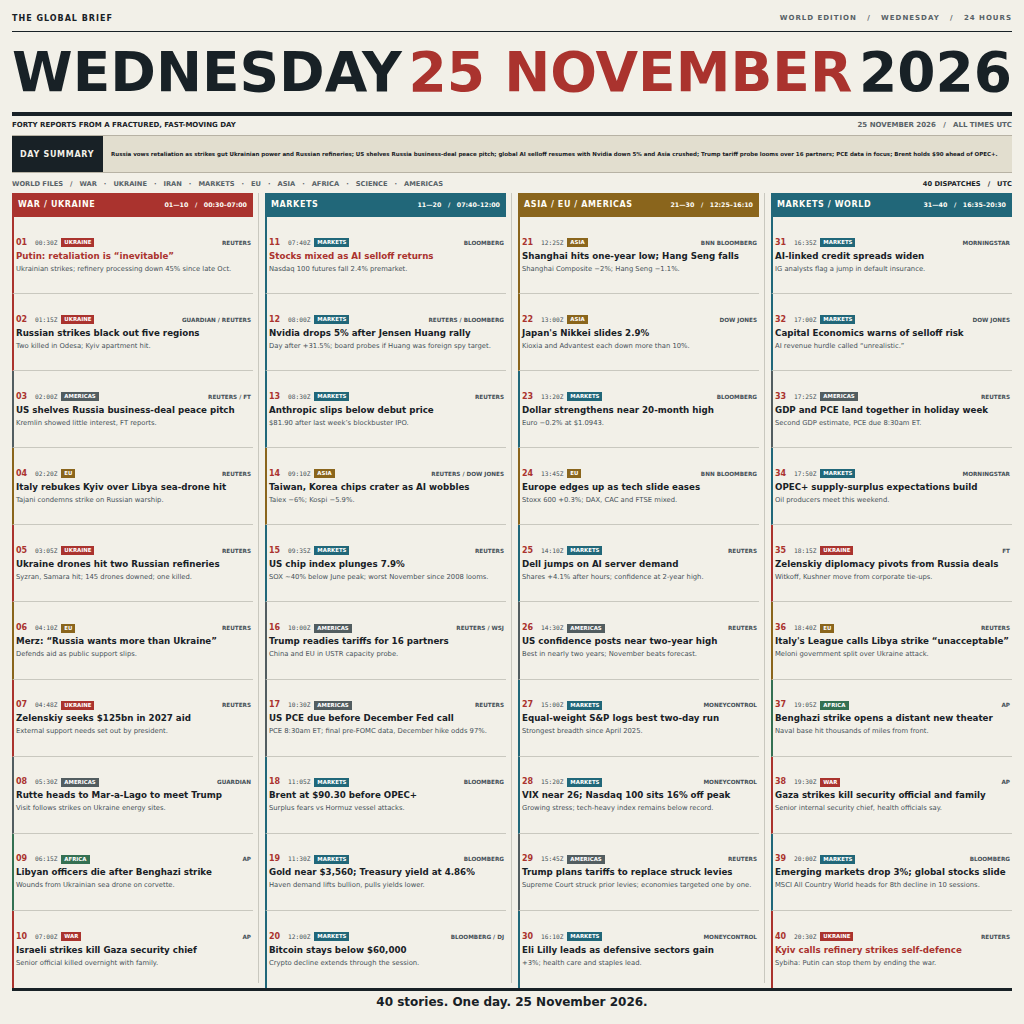 THE GLOBAL BRIEF
WORLD EDITION / WEDNESDAY / 24 HOURS
WEDNESDAY 25 NOVEMBER 2026
FORTY REPORTS FROM A FRACTURED, FAST-MOVING DAY
25 NOVEMBER 2026 / ALL TIMES UTC
DAY SUMMARY
Russia vows retaliation as strikes gut Ukrainian power and Russian refineries; US shelves Russia business-deal peace pitch; global AI selloff resumes with Nvidia down 5% and Asia crushed; Trump tariff probe looms over 16 partners; PCE data in focus; Brent holds $90 ahead of OPEC+.
WORLD FILES / WAR · UKRAINE · IRAN · MARKETS · EU · ASIA · AFRICA · SCIENCE · AMERICAS
40 DISPATCHES / UTC
WAR / UKRAINE 01—10 / 00:30–07:00
01 00:30Z UKRAINE REUTERS
Putin: retaliation is “inevitable”
Ukrainian strikes; refinery processing down 45% since late Oct.
02 01:15Z UKRAINE GUARDIAN / REUTERS
Russian strikes black out five regions
Two killed in Odesa; Kyiv apartment hit.
03 02:00Z AMERICAS REUTERS / FT
US shelves Russia business-deal peace pitch
Kremlin showed little interest, FT reports.
04 02:20Z EU REUTERS
Italy rebukes Kyiv over Libya sea-drone hit
Tajani condemns strike on Russian warship.
05 03:05Z UKRAINE REUTERS
Ukraine drones hit two Russian refineries
Syzran, Samara hit; 145 drones downed; one killed.
06 04:10Z EU REUTERS
Merz: “Russia wants more than Ukraine”
Defends aid as public support slips.
07 04:48Z UKRAINE REUTERS
Zelenskiy seeks $125bn in 2027 aid
External support needs set out by president.
08 05:30Z AMERICAS GUARDIAN
Rutte heads to Mar-a-Lago to meet Trump
Visit follows strikes on Ukraine energy sites.
09 06:15Z AFRICA AP
Libyan officers die after Benghazi strike
Wounds from Ukrainian sea drone on corvette.
10 07:00Z WAR AP
Israeli strikes kill Gaza security chief
Senior official killed overnight with family.
MARKETS 11—20 / 07:40–12:00
11 07:40Z MARKETS BLOOMBERG
Stocks mixed as AI selloff returns
Nasdaq 100 futures fall 2.4% premarket.
12 08:00Z MARKETS REUTERS / BLOOMBERG
Nvidia drops 5% after Jensen Huang rally
Day after +31.5%; board probes if Huang was foreign spy target.
13 08:30Z MARKETS REUTERS
Anthropic slips below debut price
$81.90 after last week’s blockbuster IPO.
14 09:10Z ASIA REUTERS / DOW JONES
Taiwan, Korea chips crater as AI wobbles
Taiex −6%; Kospi −5.9%.
15 09:35Z MARKETS REUTERS
US chip index plunges 7.9%
SOX ~40% below June peak; worst November since 2008 looms.
16 10:00Z AMERICAS REUTERS / WSJ
Trump readies tariffs for 16 partners
China and EU in USTR capacity probe.
17 10:30Z AMERICAS REUTERS
US PCE due before December Fed call
PCE 8:30am ET; final pre-FOMC data, December hike odds 97%.
18 11:05Z MARKETS BLOOMBERG
Brent at $90.30 before OPEC+
Surplus fears vs Hormuz vessel attacks.
19 11:30Z MARKETS BLOOMBERG
Gold near $3,560; Treasury yield at 4.86%
Haven demand lifts bullion, pulls yields lower.
20 12:00Z MARKETS BLOOMBERG / DJ
Bitcoin stays below $60,000
Crypto decline extends through the session.
ASIA / EU / AMERICAS 21—30 / 12:25–16:10
21 12:25Z ASIA BNN BLOOMBERG
Shanghai hits one-year low; Hang Seng falls
Shanghai Composite −2%; Hang Seng −1.1%.
22 13:00Z ASIA DOW JONES
Japan's Nikkei slides 2.9%
Kioxia and Advantest each down more than 10%.
23 13:20Z MARKETS BLOOMBERG
Dollar strengthens near 20-month high
Euro −0.2% at $1.0943.
24 13:45Z EU BNN BLOOMBERG
Europe edges up as tech slide eases
Stoxx 600 +0.3%; DAX, CAC and FTSE mixed.
25 14:10Z MARKETS REUTERS
Dell jumps on AI server demand
Shares +4.1% after hours; confidence at 2-year high.
26 14:30Z AMERICAS REUTERS
US confidence posts near two-year high
Best in nearly two years; November beats forecast.
27 15:00Z MARKETS MONEYCONTROL
Equal-weight S&P logs best two-day run
Strongest breadth since April 2025.
28 15:20Z MARKETS MONEYCONTROL
VIX near 26; Nasdaq 100 sits 16% off peak
Growing stress; tech-heavy index remains below record.
29 15:45Z AMERICAS REUTERS
Trump plans tariffs to replace struck levies
Supreme Court struck prior levies; economies targeted one by one.
30 16:10Z MARKETS MONEYCONTROL
Eli Lilly leads as defensive sectors gain
+3%; health care and staples lead.
MARKETS / WORLD 31—40 / 16:35–20:30
31 16:35Z MARKETS MORNINGSTAR
AI-linked credit spreads widen
IG analysts flag a jump in default insurance.
32 17:00Z MARKETS DOW JONES
Capital Economics warns of selloff risk
AI revenue hurdle called “unrealistic.”
33 17:25Z AMERICAS REUTERS
GDP and PCE land together in holiday week
Second GDP estimate, PCE due 8:30am ET.
34 17:50Z MARKETS MORNINGSTAR
OPEC+ supply-surplus expectations build
Oil producers meet this weekend.
35 18:15Z UKRAINE FT
Zelenskiy diplomacy pivots from Russia deals
Witkoff, Kushner move from corporate tie-ups.
36 18:40Z EU REUTERS
Italy's League calls Libya strike “unacceptable”
Meloni government split over Ukraine attack.
37 19:05Z AFRICA AP
Benghazi strike opens a distant new theater
Naval base hit thousands of miles from front.
38 19:30Z WAR AP
Gaza strikes kill security official and family
Senior internal security chief, health officials say.
39 20:00Z MARKETS BLOOMBERG
Emerging markets drop 3%; global stocks slide
MSCI All Country World heads for 8th decline in 10 sessions.
40 20:30Z UKRAINE REUTERS
Kyiv calls refinery strikes self-defence
Sybiha: Putin can stop them by ending the war.
40 stories. One day. 25 November 2026.